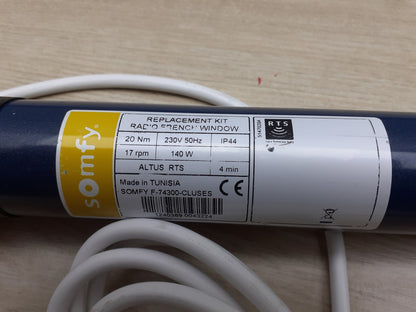 somfy.
REPLACEMENT KIT
RADIO FRENCH WINDOW
20 Nm 230V 50Hz IP44
17 rpm 140 W
ALTUS RTS 4 min
Made in TUNISIA
SOMFY F-74300-CLUSES
CE
RTS